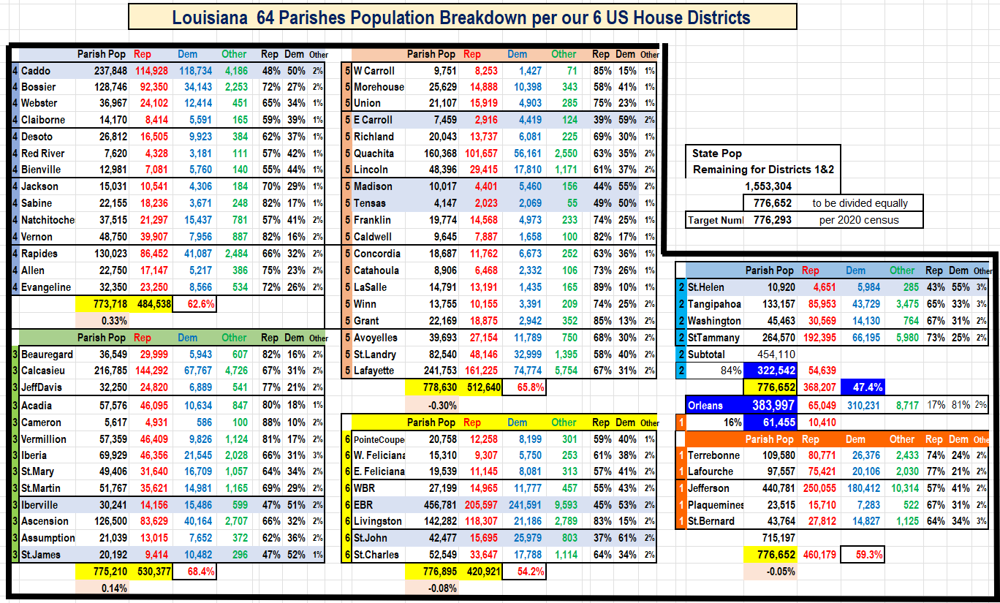 Louisiana 64 Parishes Population Breakdown per our 6 US House Districts
Parish Pop Rep Dem Other Rep Dem Other
4 Caddo 237,848 114,928 118,734 4,186 48% 50% 2%
4 Bossier 128,746 92,350 34,143 2,253 72% 27% 2%
4 Webster 36,967 24,102 12,414 451 65% 34% 1%
4 Claiborne 14,170 8,414 5,591 165 59% 39% 1%
4 Desoto 26,812 16,505 9,923 384 62% 37% 1%
4 Red River 7,620 4,328 3,181 111 57% 42% 1%
4 Bienville 12,981 7,081 5,760 140 55% 44% 1%
4 Jackson 15,031 10,541 4,306 184 70% 29% 1%
4 Sabine 22,155 18,236 3,671 248 82% 17% 1%
4 Natchitoche 37,515 21,297 15,437 781 57% 41% 2%
4 Vernon 48,750 39,907 7,956 887 82% 16% 2%
4 Rapides 130,023 86,452 41,087 2,484 66% 32% 2%
4 Allen 22,750 17,147 5,217 386 75% 23% 2%
4 Evangeline 32,350 23,250 8,566 534 72% 26% 2%
773,718 484,538 62.6%
0.33%
Parish Pop Rep Dem Other Rep Dem Other
3 Beauregard 36,549 29,999 5,943 607 82% 16% 2%
3 Calcasieu 216,785 144,292 67,767 4,726 67% 31% 2%
3 JeffDavis 32,250 24,820 6,889 541 77% 21% 2%
3 Acadia 57,576 46,095 10,634 847 80% 18% 1%
3 Cameron 5,617 4,931 586 100 88% 10% 2%
3 Vermillion 57,359 46,409 9,826 1,124 81% 17% 2%
3 Iberia 69,929 46,356 21,545 2,028 66% 31% 3%
3 St.Mary 49,406 31,640 16,709 1,057 64% 34% 2%
3 St.Martin 51,767 35,621 14,981 1,165 69% 29% 2%
3 Iberville 30,241 14,156 15,486 599 47% 51% 2%
3 Ascension 126,500 83,629 40,164 2,707 66% 32% 2%
3 Assumption 21,039 13,015 7,652 372 62% 36% 2%
3 St.James 20,192 9,414 10,482 296 47% 52% 1%
775,210 530,377 68.4%
0.14%
Parish Pop Rep Dem Other Rep Dem Other
5 W Carroll 9,751 8,253 1,427 71 85% 15% 1%
5 Morehouse 25,629 14,888 10,398 343 58% 41% 1%
5 Union 21,107 15,919 4,903 285 75% 23% 1%
5 E Carroll 7,459 2,916 4,419 124 39% 59% 2%
5 Richland 20,043 13,737 6,081 225 69% 30% 1%
5 Quachita 160,368 101,657 56,161 2,550 63% 35% 2%
5 Lincoln 48,396 29,415 17,810 1,171 61% 37% 2%
5 Madison 10,017 4,401 5,460 156 44% 55% 2%
5 Tensas 4,147 2,023 2,069 55 49% 50% 1%
5 Franklin 19,774 14,568 4,973 233 74% 25% 1%
5 Caldwell 9,645 7,887 1,658 100 82% 17% 1%
5 Concordia 18,687 11,762 6,673 252 63% 36% 1%
5 Catahoula 8,906 6,468 2,332 106 73% 26% 1%
5 LaSalle 14,791 13,191 1,435 165 89% 10% 1%
5 Winn 13,755 10,155 3,391 209 74% 25% 2%
5 Grant 22,169 18,875 2,942 352 85% 13% 2%
5 Avoyelles 39,693 27,154 11,789 750 68% 30% 2%
5 St.Landry 82,540 48,146 32,999 1,395 58% 40% 2%
5 Lafayette 241,753 161,225 74,774 5,754 67% 31% 2%
778,630 512,640 65.8%
-0.30%
Parish Pop Rep Dem Other Rep Dem Other
6 PointeCoupe 20,758 12,258 8,199 301 59% 40% 1%
6 W. Feliciana 15,310 9,307 5,750 253 61% 38% 2%
6 E. Feliciana 19,539 11,145 8,081 313 57% 41% 2%
6 WBR 27,199 14,965 11,777 457 55% 43% 2%
6 EBR 456,781 205,597 241,591 9,593 45% 53% 2%
6 Livingston 142,282 118,307 21,186 2,789 83% 15% 2%
6 St.John 42,477 15,695 25,979 803 37% 61% 2%
6 St.Charles 52,549 33,647 17,788 1,114 64% 34% 2%
776,895 420,921 54.2%
-0.08%
State Pop
Remaining for Districts 1&2
1,553,304
776,652 to be divided equally
Target Num 776,293 per 2020 census
Parish Pop Rep Dem Other Rep Dem Other
2 St.Helen 10,920 4,651 5,984 285 43% 55% 3%
2 Tangipahoa 133,157 85,953 43,729 3,475 65% 33% 3%
2 Washington 45,463 30,569 14,130 764 67% 31% 2%
2 StTammany 264,570 192,395 66,195 5,980 73% 25% 2%
2 Subtotal 454,110
2 84% 322,542 54,639
776,652 368,207 47.4%
Orleans 383,997 65,049 310,231 8,717 17% 81% 2%
1 16% 61,455 10,410
Parish Pop Rep Dem Other Rep Dem Othe
1 Terrebonne 109,580 80,771 26,376 2,433 74% 24% 2%
1 Lafourche 97,557 75,421 20,106 2,030 77% 21% 2%
1 Jefferson 440,781 250,055 180,412 10,314 57% 41% 2%
1 Plaquemines 23,515 15,710 7,283 522 67% 31% 2%
1 St.Bernard 43,764 27,812 14,827 1,125 64% 34% 3%
715,197
776,652 460,179 59.3%
-0.05%